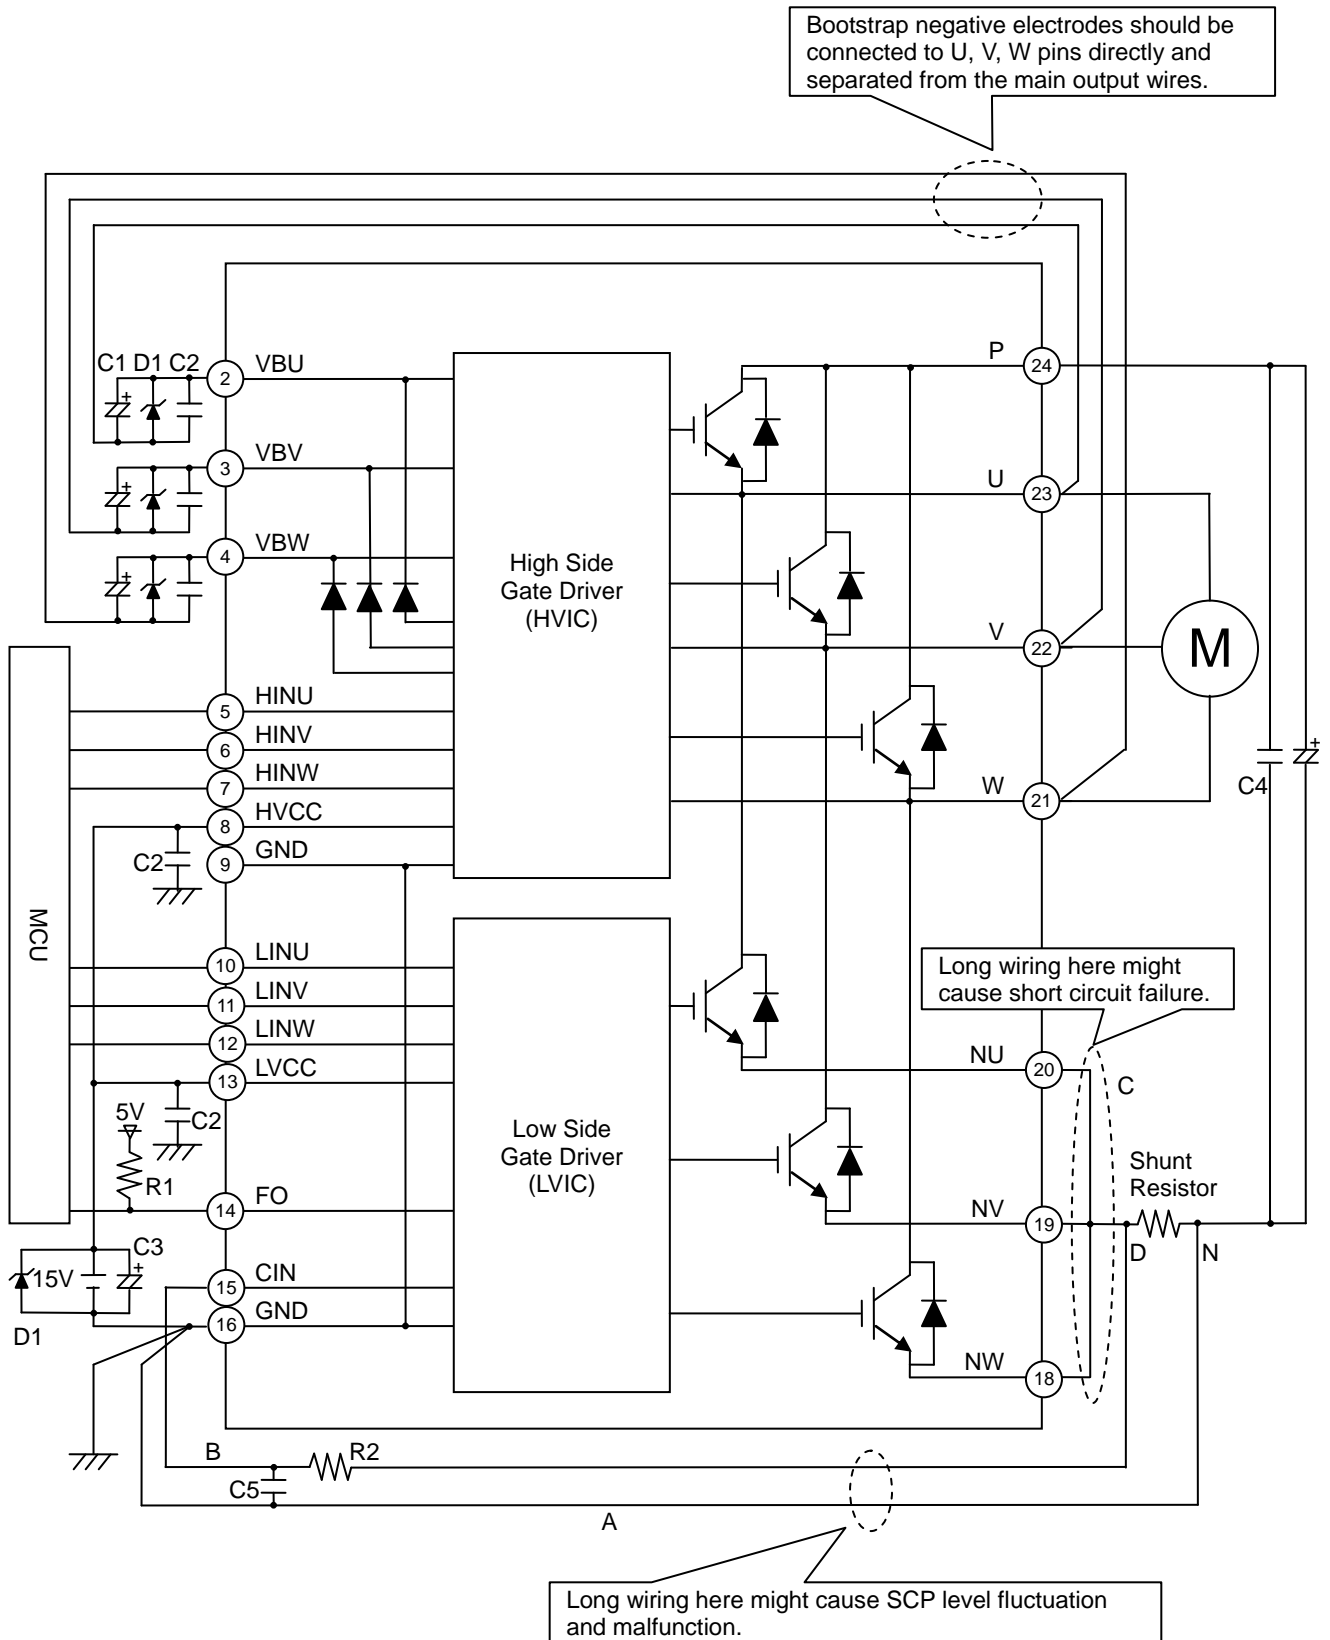 Bootstrap negative electrodes should be
connected to U, V, W pins directly and
separated from the main output wires.
C1 D1 C2
+
2
VBU
P
24
+
3
VBV
U
23
+
4
VBW
High Side
Gate Driver
(HVIC)
V
22
M
HINU
5
HINV
6
HINW
7
HVCC
8
GND
9
C2
W
21
C4
+
MCU
LINU
10
LINV
11
LINW
12
LVCC
13
C2
5V
R1
FO
14
Low Side
Gate Driver
(LVIC)
Long wiring here might
cause short circuit failure.
NU
20
C
Shunt
Resistor
NV
19
D
N
C3
+
15V
D1
CIN
15
GND
16
NW
18
B
R2
C5
A
Long wiring here might cause SCP level fluctuation
and malfunction.